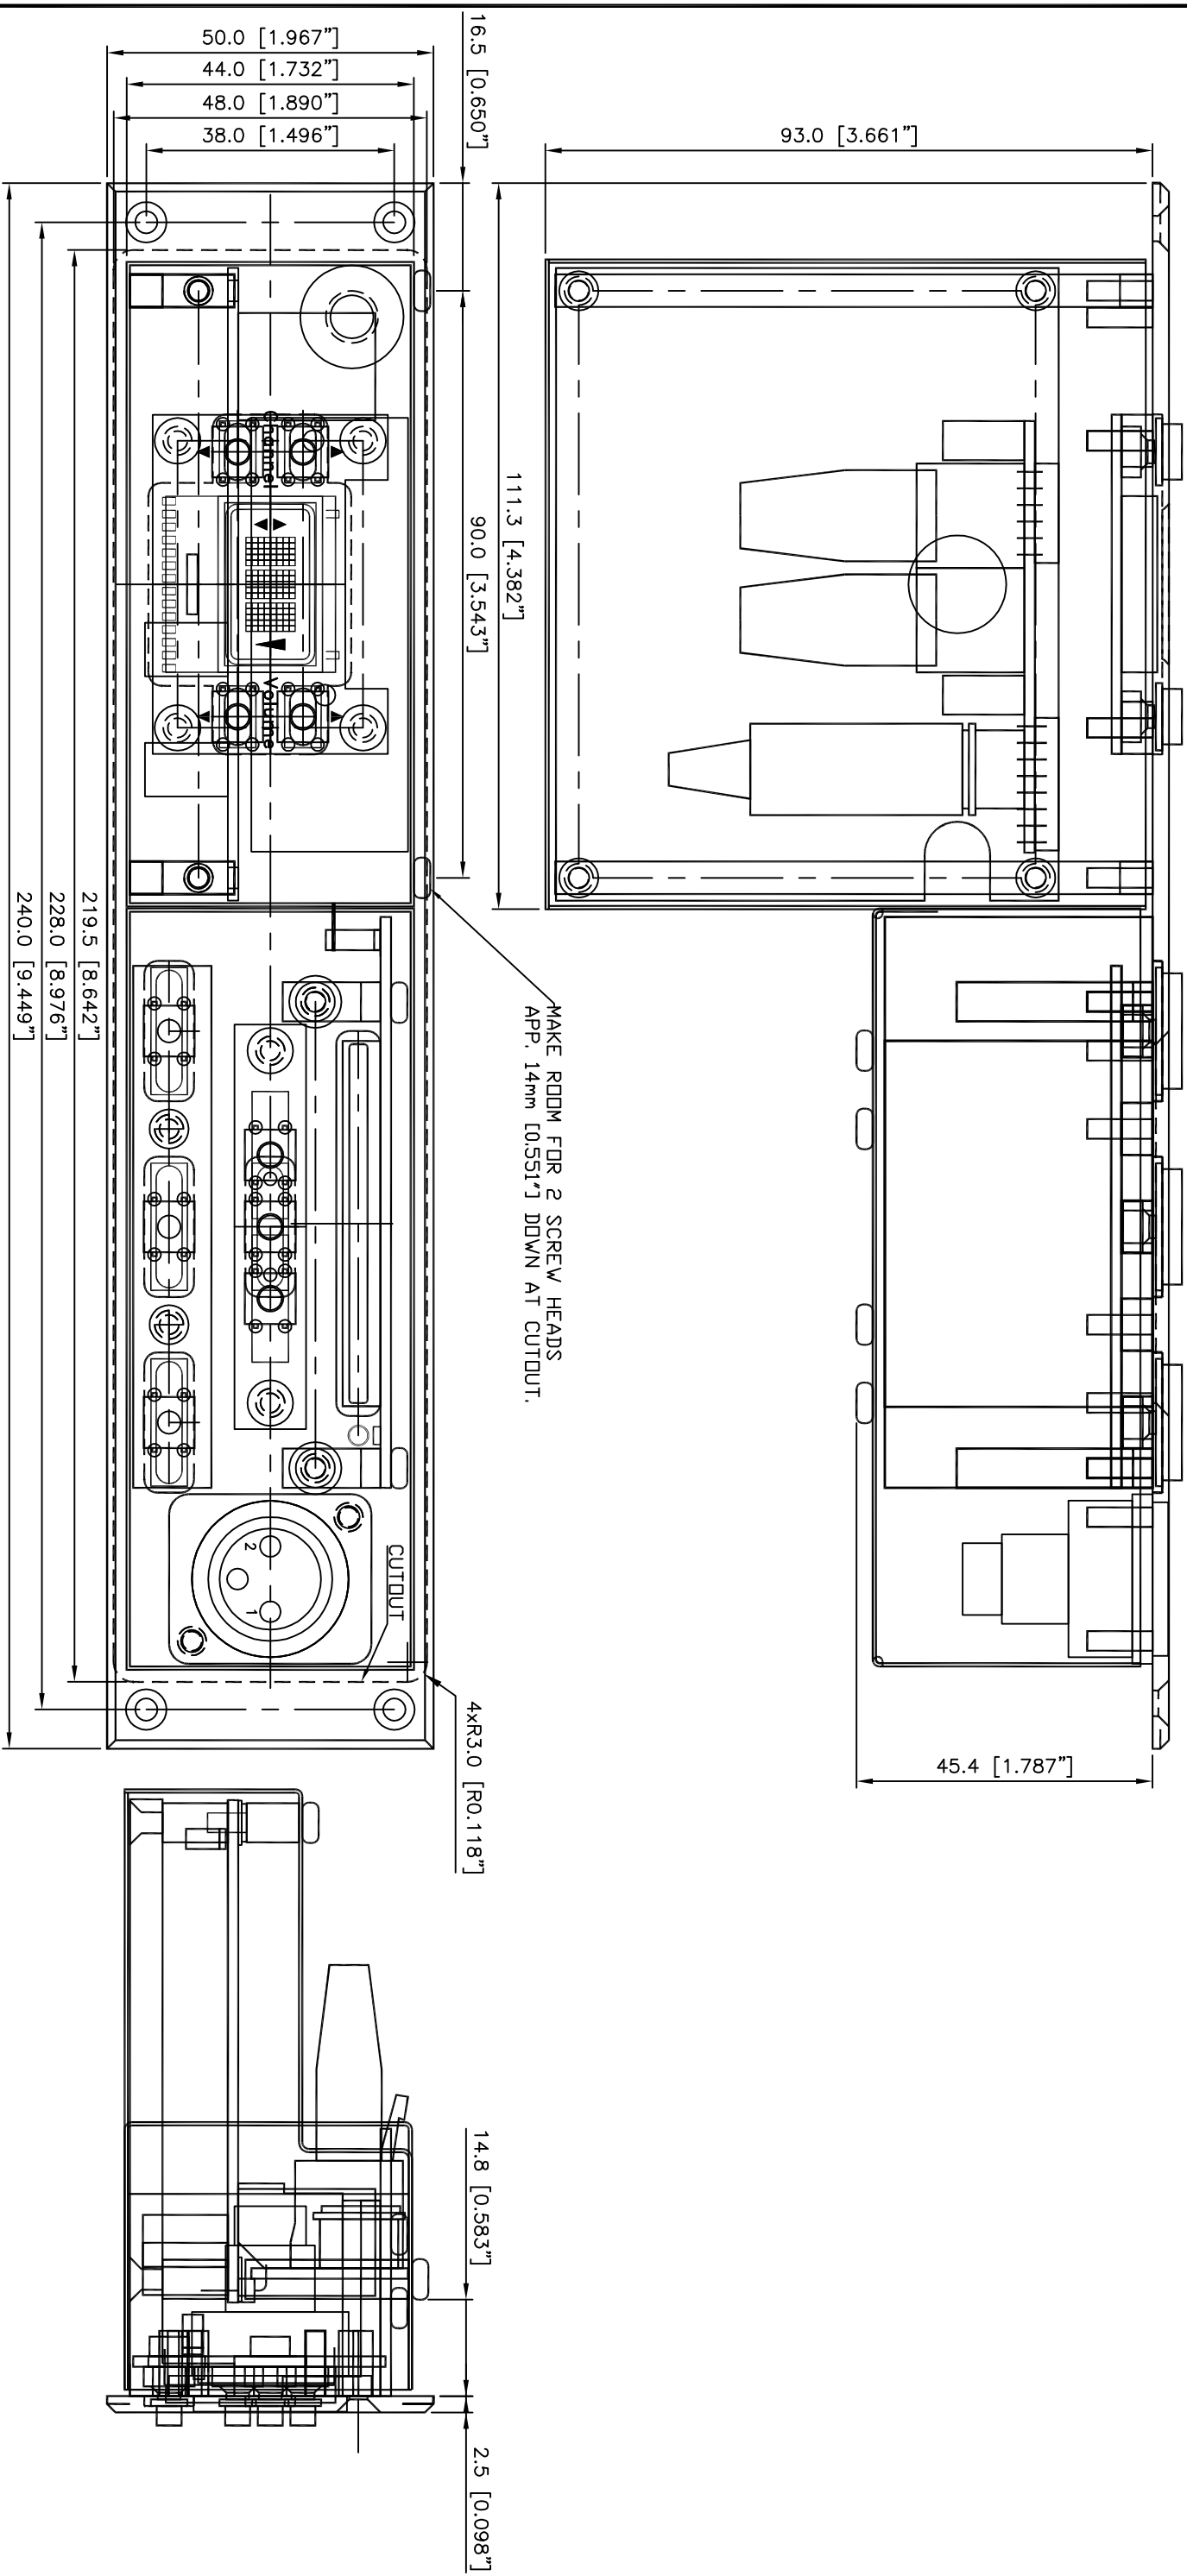 50.0 [1.967"]
44.0 [1.732"]
48.0 [1.890"]
38.0 [1.496"]
16.5 [0.650"]
93.0 [3.661"]
111.3 [4.382"]
90.0 [3.543"]
Channel
Volume
219.5 [8.642"]
228.0 [8.976"]
240.0 [9.449"]
MAKE ROOM FOR 2 SCREW HEADS
APP. 14mm [0.551"] DOWN AT CUTOUT.
2
1
CUTOUT
4xR3.0 [R0.118"]
45.4 [1.787"]
14.8 [0.583"]
2.5 [0.098"]